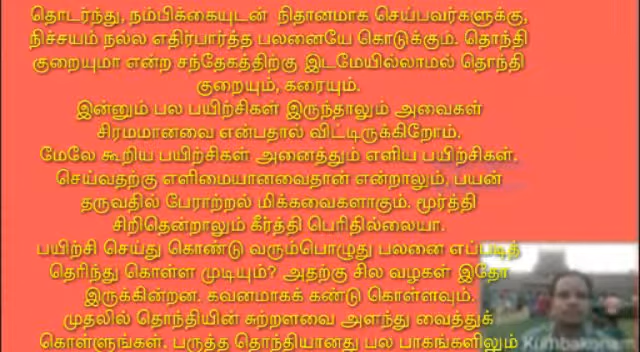 தொடர்ந்து, நம்பிக்கையுடன் நிதானமாக செய்பவர்களுக்கு,
நிச்சயம் நல்ல எதிர்பார்த்த பலனையே கொடுக்கும். தொந்தி
குறையுமா என்ற சந்தேகத்திற்கு இடமேயில்லாமல் தொந்தி
குறையும், கரையும்.
இன்னும் பல பயிற்சிகள் இருந்தாலும் அவைகள்
சிரமமானவை என்பதால் விட்டிருக்கிறோம்.
மேலே கூறிய பயிற்சிகள் அனைத்தும் எளிய பயிற்சிகள்.
செய்வதற்கு எளிமையானவைதான் என்றாலும், பயன்
தருவதில் பேராற்றல் மிக்கவைகளாகும். மூர்த்தி
சிறிதென்றாலும் கீர்த்தி பெரிதில்லையா.
பயிற்சி செய்து கொண்டு வரும்பொழுது பலனை எப்படித்
தெரிந்து கொள்ள முடியும்? அதற்கு சில வழகள் இதோ
இருக்கின்றன. கவனமாகக் கண்டு கொள்ளவும்.
முதலில் தொந்தியின் சுற்றளவை அளந்து வைத்துக்
கொள்ளுங்கள். பருத்த தொந்தியானது பல பாகங்களிலும்
Kumbakonam